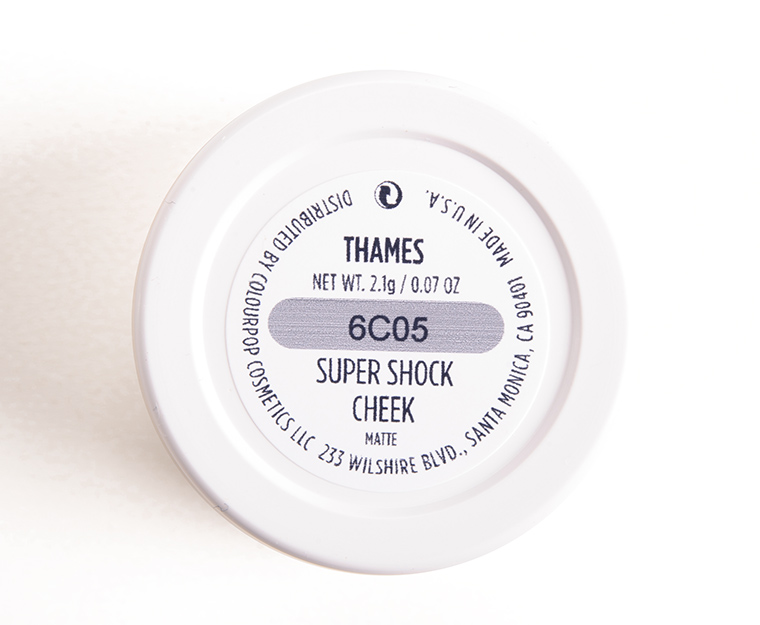 THAMES
NET WT. 2.1g / 0.07 OZ
6C05
SUPER SHOCK
CHEEK
MATTE
DISTRIBUTED BY COLOURPOP COSMETICS LLC 233 WILSHIRE BLVD., SANTA MONICA, CA 90401 MADE IN U.S.A.